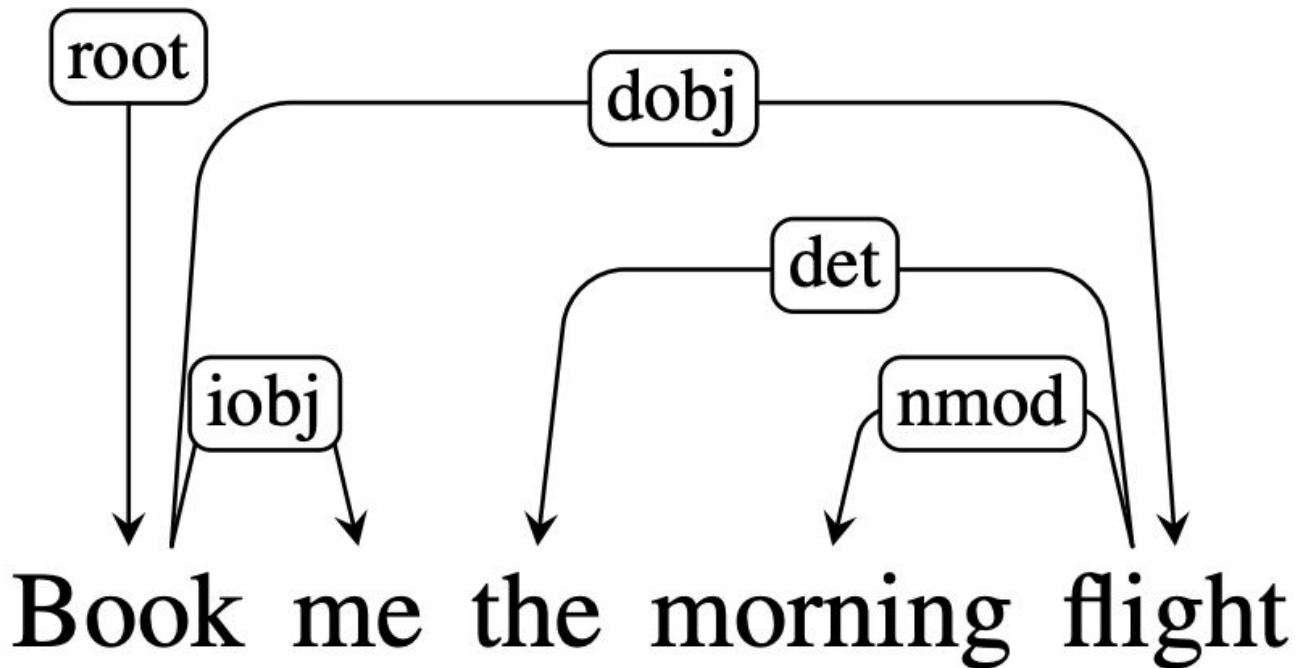 root
dobj
det
iobj
nmod
Book me the morning flight